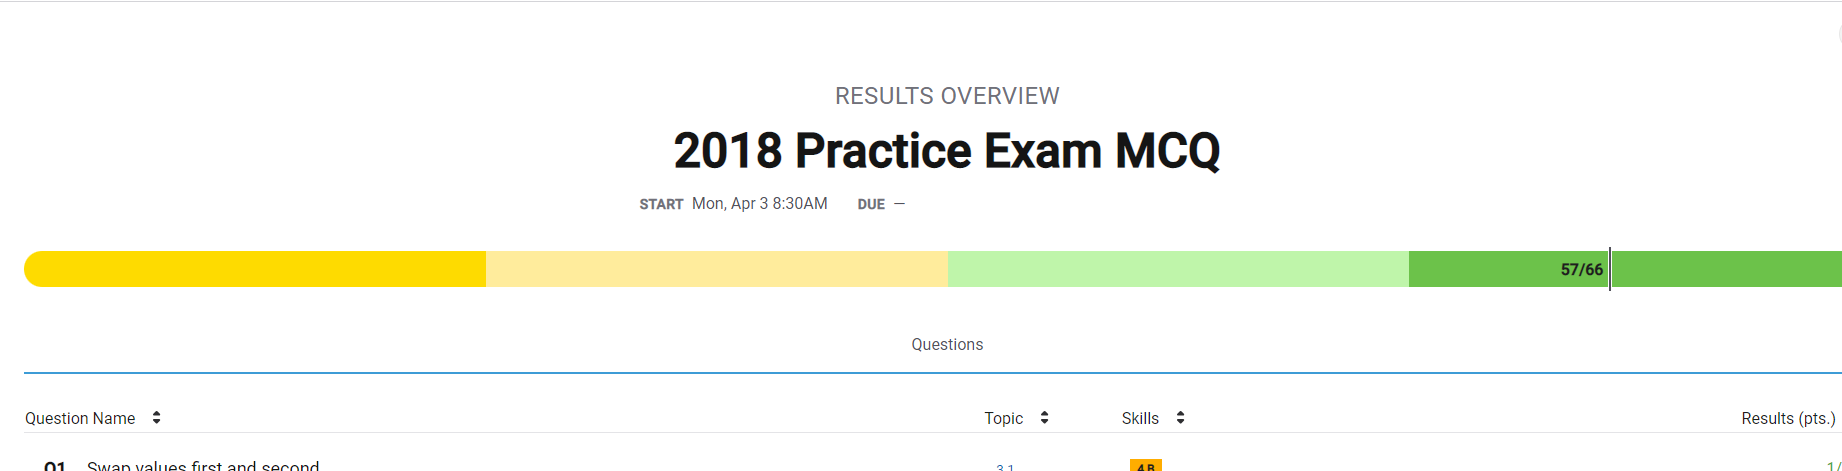 RESULTS OVERVIEW
2018 Practice Exam MCQ
START Mon, Apr 3 8:30AM DUE —
57/66
Questions
Question Name Topic Skills Results (pts.)
Q1 Swap values first and second 3.1 4.B 1/